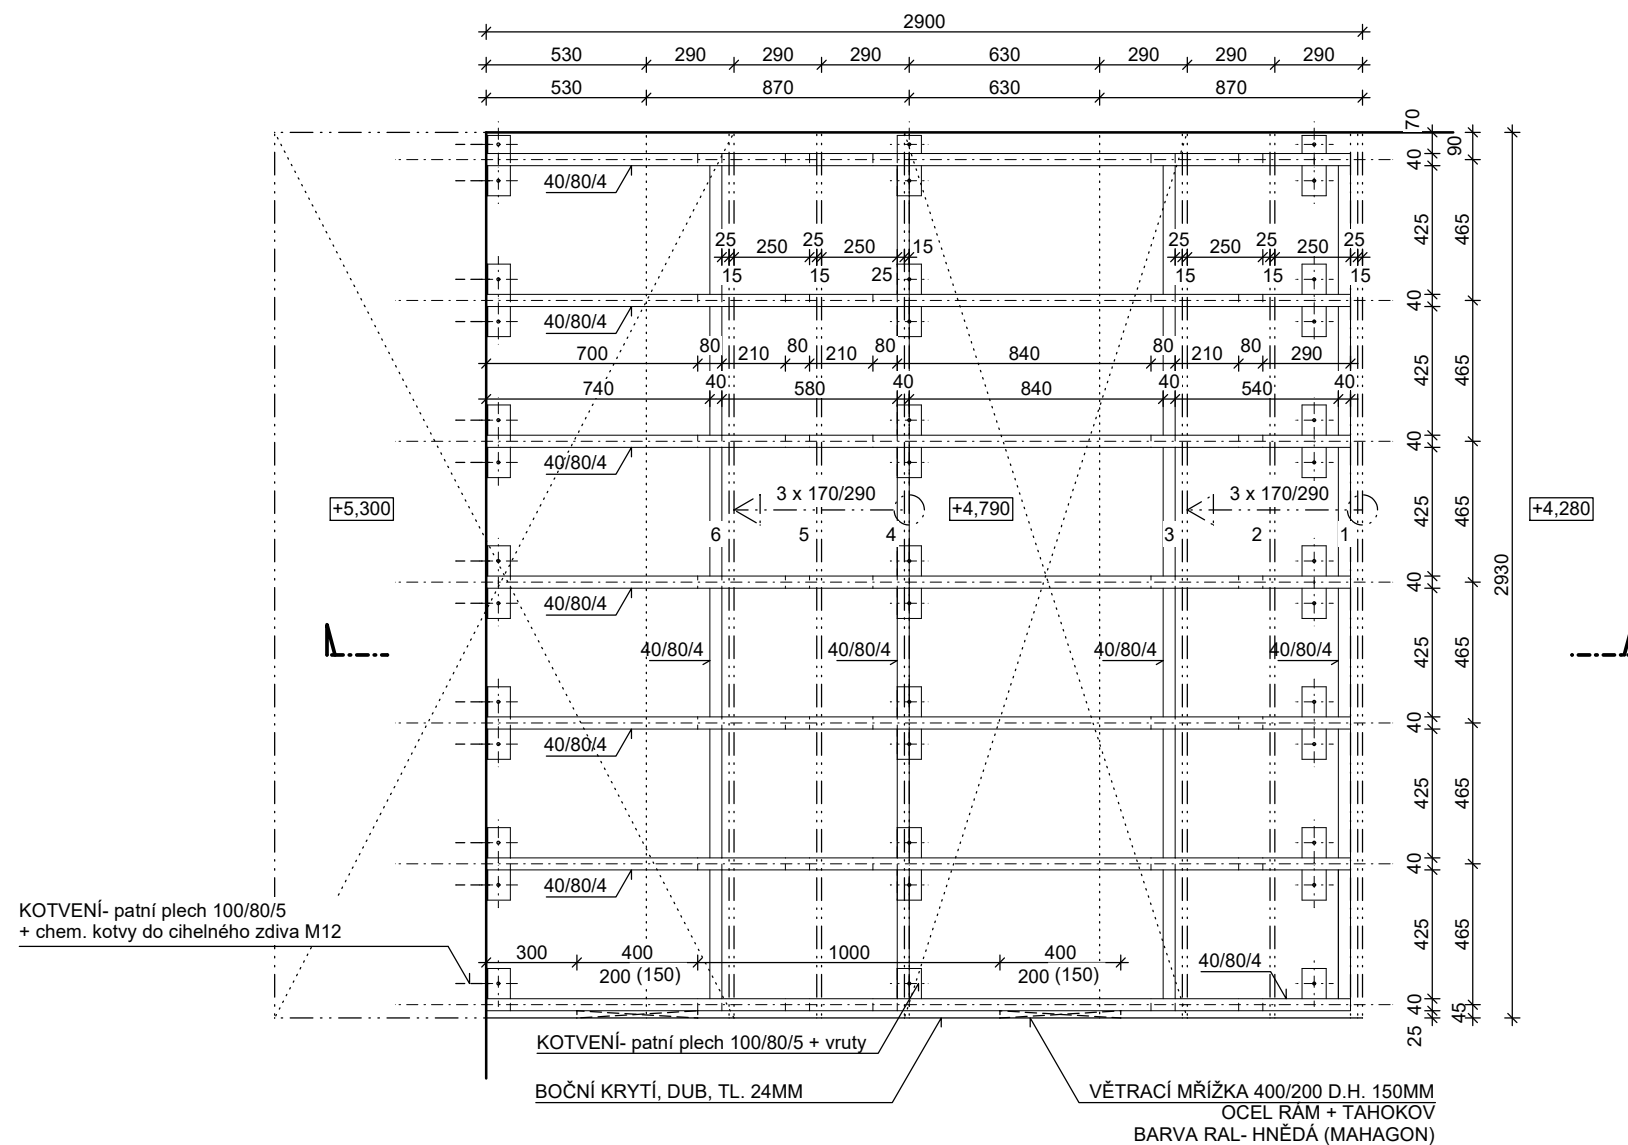 2900
530 290 290 290 630 290 290 290
530 870 630 870
70
90
40
40/80/4
25 25 15 25 25 25
250 250 250 250
15 15 25 15 15 15
425 465
40
40/80/4
700 80 210 80 210 80 840 80 210 80 290
740 40 580 40 840 40 540 40
425 465
40
40/80/4
3 x 170/290 3 x 170/290
+5,300 +4,790 +4,280
6 5 4 3 2 1
425 465
40
2930
40/80/4
40/80/4 40/80/4 40/80/4 40/80/4
425 465
40
40/80/4
425 465
40
40/80/4
KOTVENÍ- patní plech 100/80/5
+ chem. kotvy do cihelného zdiva M12
425 465
300 400 1000 400
200 (150) 200 (150)
40/80/4
40
45
25
KOTVENÍ- patní plech 100/80/5 + vruty
BOČNÍ KRYTÍ, DUB, TL. 24MM
VĚTRACÍ MŘÍŽKA 400/200 D.H. 150MM
OCEL RÁM + TAHOKOV
BARVA RAL- HNĚDÁ (MAHAGON)